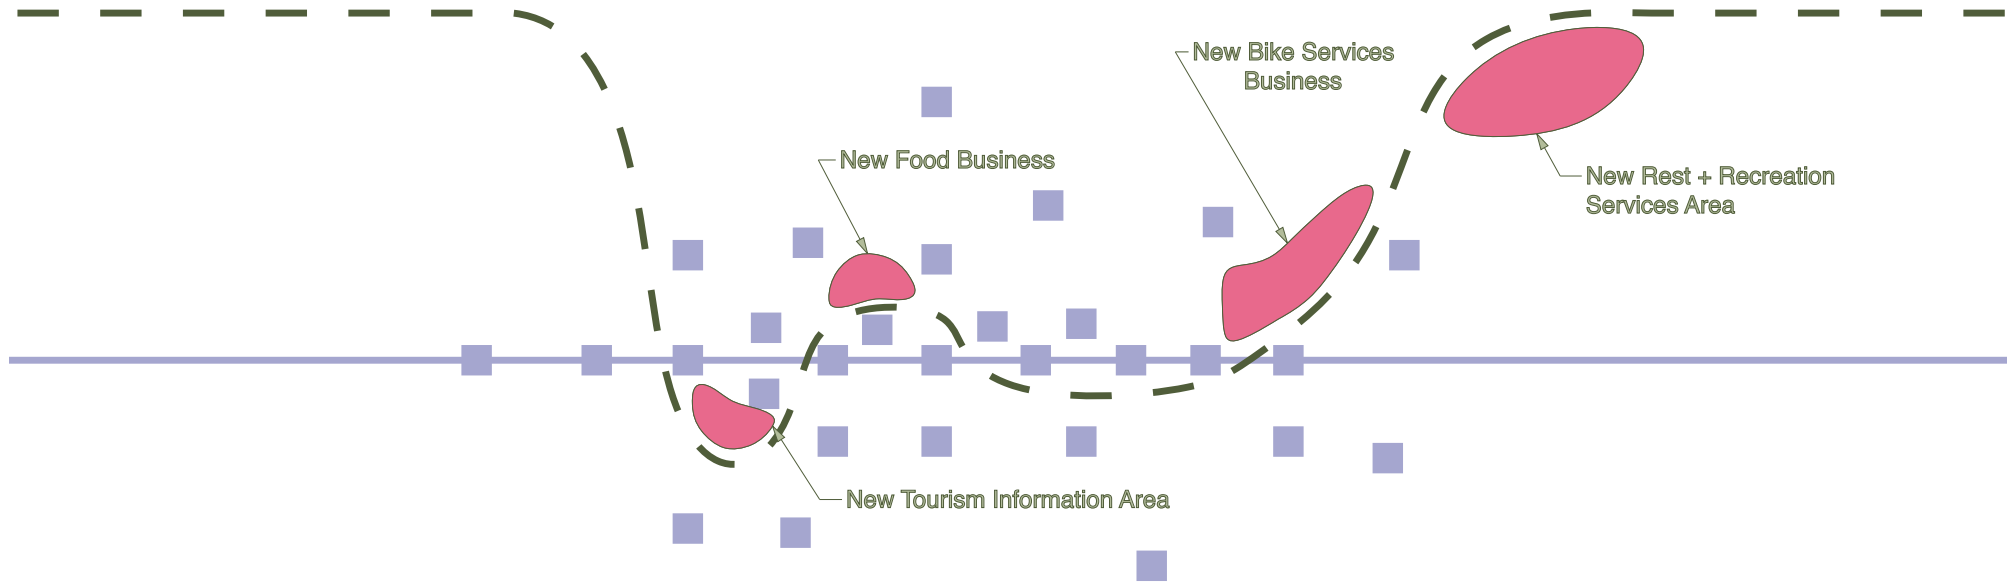 New Bike Services
Business
New Food Business
New Rest + Recreation
Services Area
New Tourism Information Area